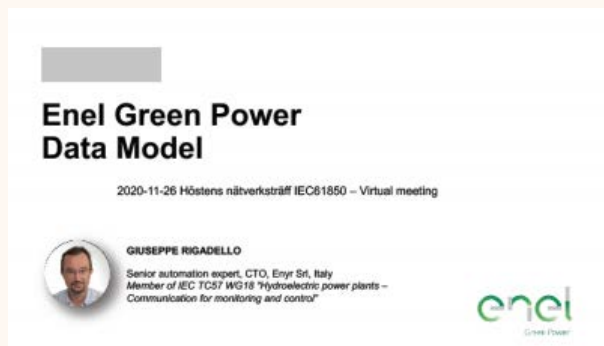 Enel Green Power
Data Model
2020-11-26 Höstens nätverksträff IEC61850 – Virtual meeting
GIUSEPPE RIGADELLO
Senior automation expert, CTO, Enyr Srl, Italy
Member of IEC TC57 WG18 "Hydroelectric power plants –
Communication for monitoring and control"
enel
Green Power